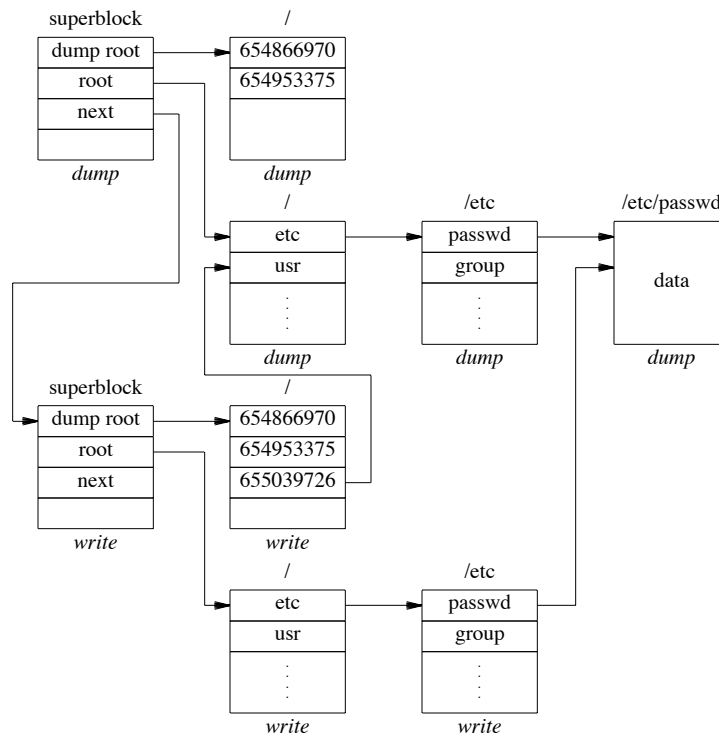 superblock
dump root
root
next
dump
/
654866970
654953375
dump
/
etc
usr
.
.
.
.
dump
/etc
passwd
group
.
.
.
.
dump
/etc/passwd
data
dump
superblock
dump root
root
next
write
/
654866970
654953375
655039726
write
/
etc
usr
.
.
.
.
write
/etc
passwd
group
.
.
.
.
write